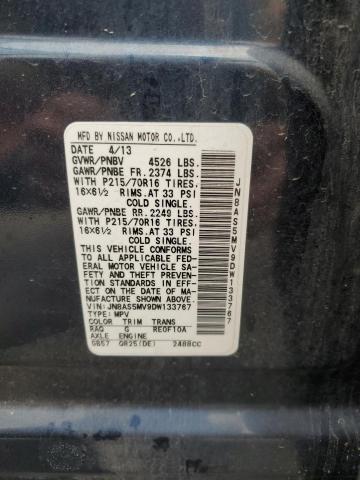 MFD BY NISSAN MOTOR CO.,LTD.
DATE 4/13
GVWR/PNBV 4526 LBS.
GAWR/PNBE FR. 2374 LBS.
WITH P215/70R16 TIRES.
16X6½ RIMS.AT 33 PSI
COLD SINGLE.
GAWR/PNBE RR. 2249 LBS.
WITH P215/70R16 TIRES.
16X6½ RIMS.AT 33 PSI
COLD SINGLE.
THIS VEHICLE CONFORMS
TO ALL APPLICABLE FED-
ERAL MOTOR VEHICLE SA-
FETY AND THEFT PREVEN-
TION STANDARDS IN EFF-
ECT ON THE DATE OF MA-
NUFACTURE SHOWN ABOVE.
VIN: JN8AS5MV9DW133767
TYPE: MPV
COLOR TRIM TRANS
RAQ G RE0F10A
AXLE ENGINE
SB57 QR25(DE) 2488CC
JN8AS5MV9DW133767